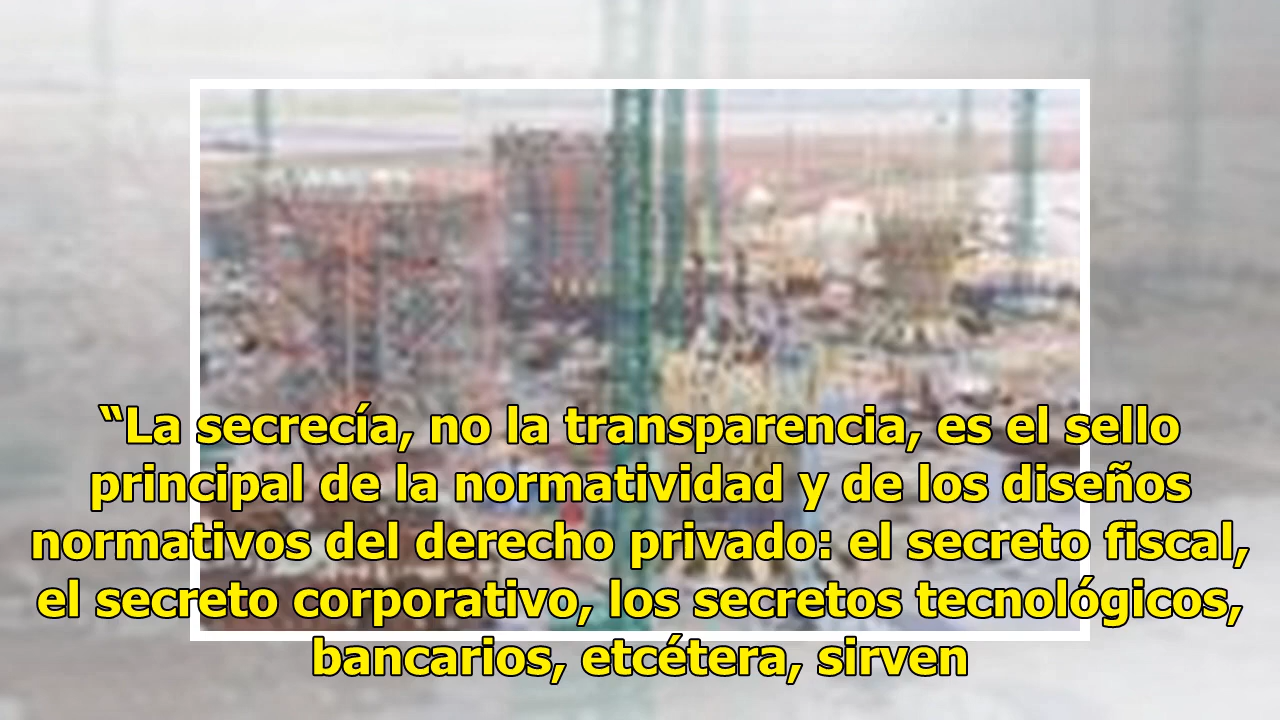 “La secrecía, no la transparencia, es el sello
principal de la normatividad y de los diseños
normativos del derecho privado: el secreto fiscal,
el secreto corporativo, los secretos tecnológicos,
bancarios, etcétera, sirven